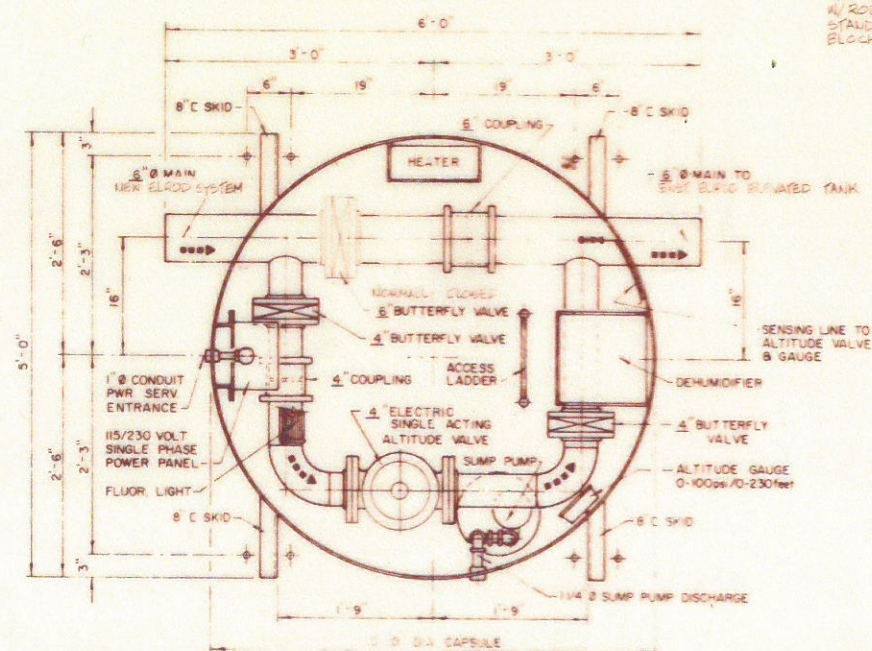 W/ ROD
STAND
BLOCK
6'-0"
3'-0"
3'-0"
6"
19"
19"
6"
8" C SKID
8" C SKID
6" COUPLING
HEATER
6" Ø MAIN
NEW ELROD SYSTEM
6" Ø MAIN TO
EAST ELROD ELEVATED TANK
3"
2'-6"
2'-3"
16"
16"
5'-0"
NORMALLY CLOSED
6" BUTTERFLY VALVE
4" BUTTERFLY VALVE
SENSING LINE TO
ALTITUDE VALVE
& GAUGE
1" Ø CONDUIT
PWR SERV
ENTRANCE
4" COUPLING
ACCESS
LADDER
DEHUMIDIFIER
115/230 VOLT
SINGLE PHASE
POWER PANEL
4" ELECTRIC
SINGLE ACTING
ALTITUDE VALVE
4" BUTTERFLY
VALVE
2'-6"
2'-3"
FLUOR. LIGHT
SUMP PUMP
ALTITUDE GAUGE
0-100psi/0-230feet
8" C SKID
8" C SKID
3"
1 1/4 Ø SUMP PUMP DISCHARGE
1'-9"
1'-9"
DIA CAPSULE